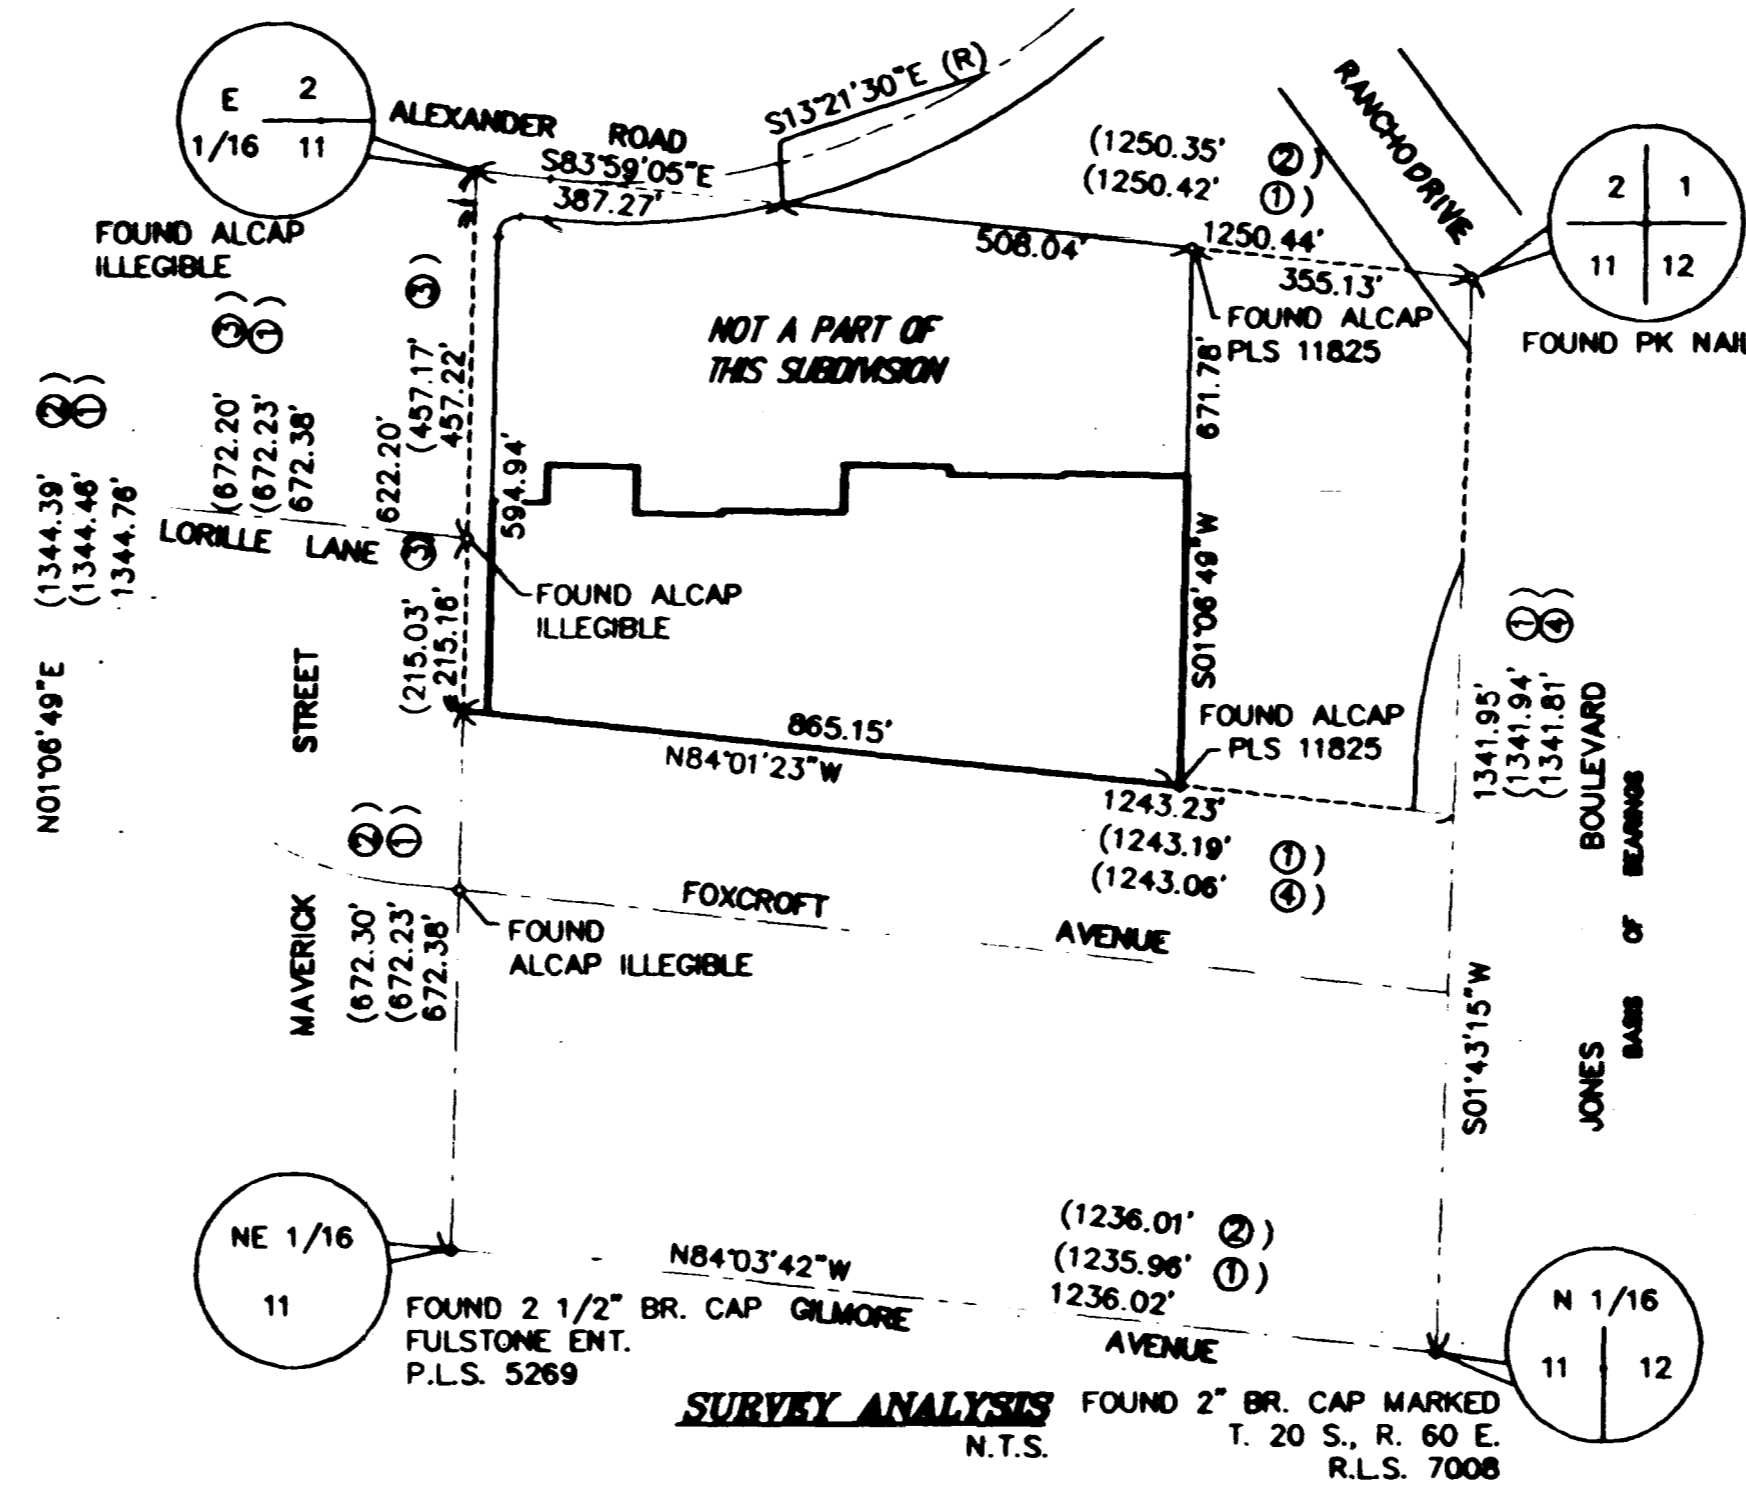 E 2
1/16 11
ALEXANDER ROAD
S83°59'05"E
387.27'
S13°21'30"E (R)
(1250.35' ②)
(1250.42' ①)
1250.44'
508.04'
355.13'
RANCHO DRIVE
2 1
11 12
FOUND PK NAIL
FOUND ALCAP
ILLEGIBLE
FOUND ALCAP
PLS 11825
NOT A PART OF
THIS SUBDIVISION
(457.17' ③)
457.22'
622.20'
(672.20' ③)
(672.23' ①)
672.38'
(1344.39' ②)
(1344.46' ①)
1344.76'
N01°06'49"E
594.94'
671.78'
S01°06'49"W
LORILLE LANE
(215.03' ③)
215.16'
FOUND ALCAP
ILLEGIBLE
STREET
MAVERICK
865.15'
N84°01'23"W
FOUND ALCAP
PLS 11825
1341.95'
(1341.94' ①)
(1341.81' ④)
BOULEVARD
JONES
BASIS OF BEARINGS
S01°43'15"W
1243.23'
(1243.19' ①)
(1243.06' ④)
(672.30' ②)
(672.23' ①)
672.38'
FOXCROFT
AVENUE
FOUND
ALCAP ILLEGIBLE
NE 1/16
11
N84°03'42"W
(1236.01' ②)
(1235.96' ①)
1236.02'
GILMORE
AVENUE
FOUND 2 1/2" BR. CAP
FULSTONE ENT.
P.L.S. 5269
N 1/16
11 12
SURVEY ANALYSIS
N.T.S.
FOUND 2" BR. CAP MARKED
T. 20 S., R. 60 E.
R.L.S. 7008